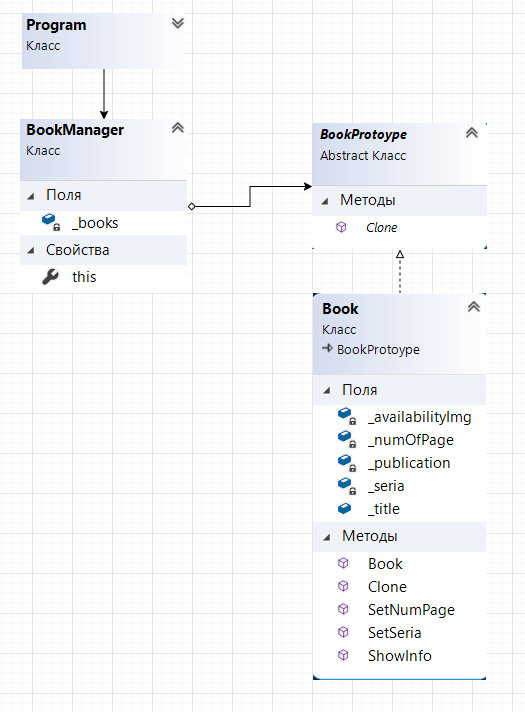 Program
Класс
BookManager
Класс
Поля
_books
Свойства
this
BookProtoype
Abstract Класс
Методы
Clone
Book
Класс
BookProtoype
Поля
_availabilityImg
_numOfPage
_publication
_seria
_title
Методы
Book
Clone
SetNumPage
SetSeria
ShowInfo